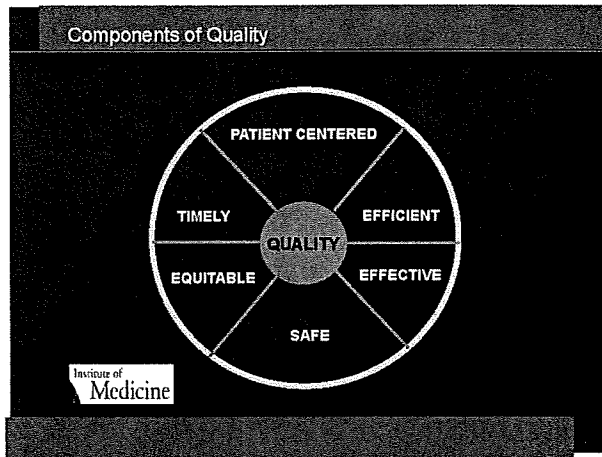 Components of Quality
PATIENT CENTERED
TIMELY
EFFICIENT
QUALITY
EQUITABLE
EFFECTIVE
SAFE
Institute of
Medicine